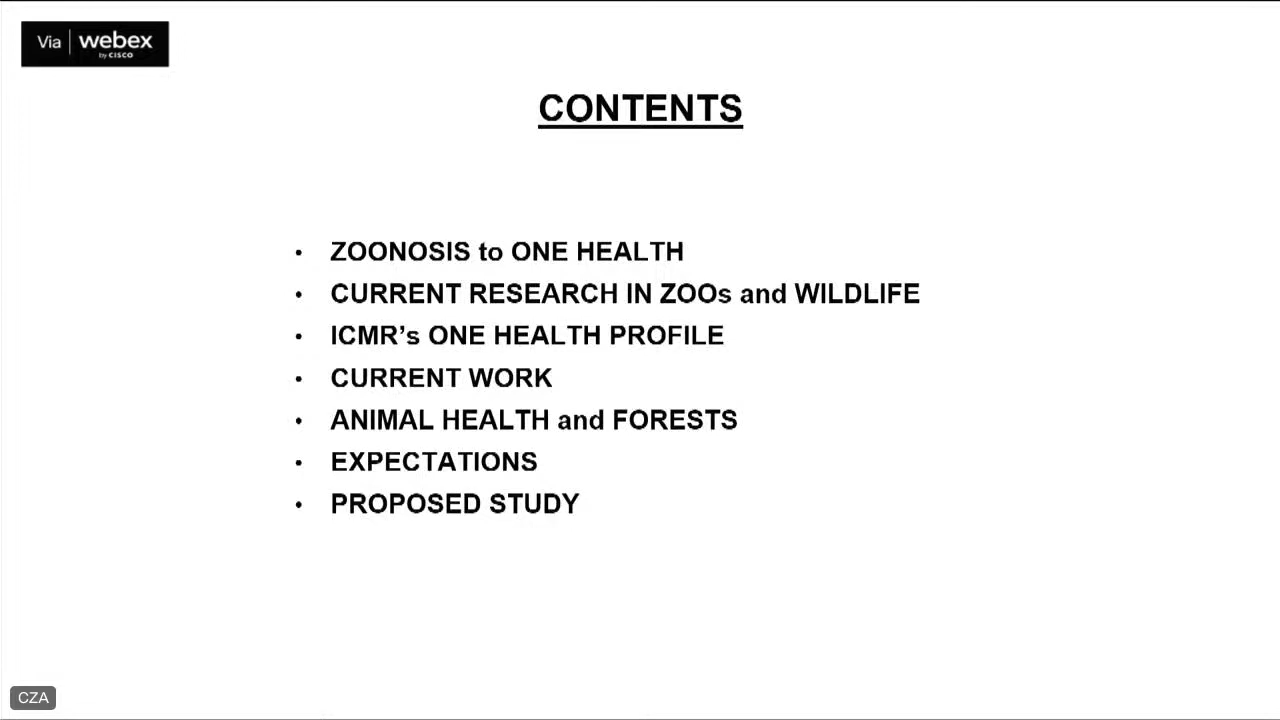 Via | webex
by CISCO
CONTENTS
• ZOONOSIS to ONE HEALTH
• CURRENT RESEARCH IN ZOOs and WILDLIFE
• ICMR’s ONE HEALTH PROFILE
• CURRENT WORK
• ANIMAL HEALTH and FORESTS
• EXPECTATIONS
• PROPOSED STUDY
CZA